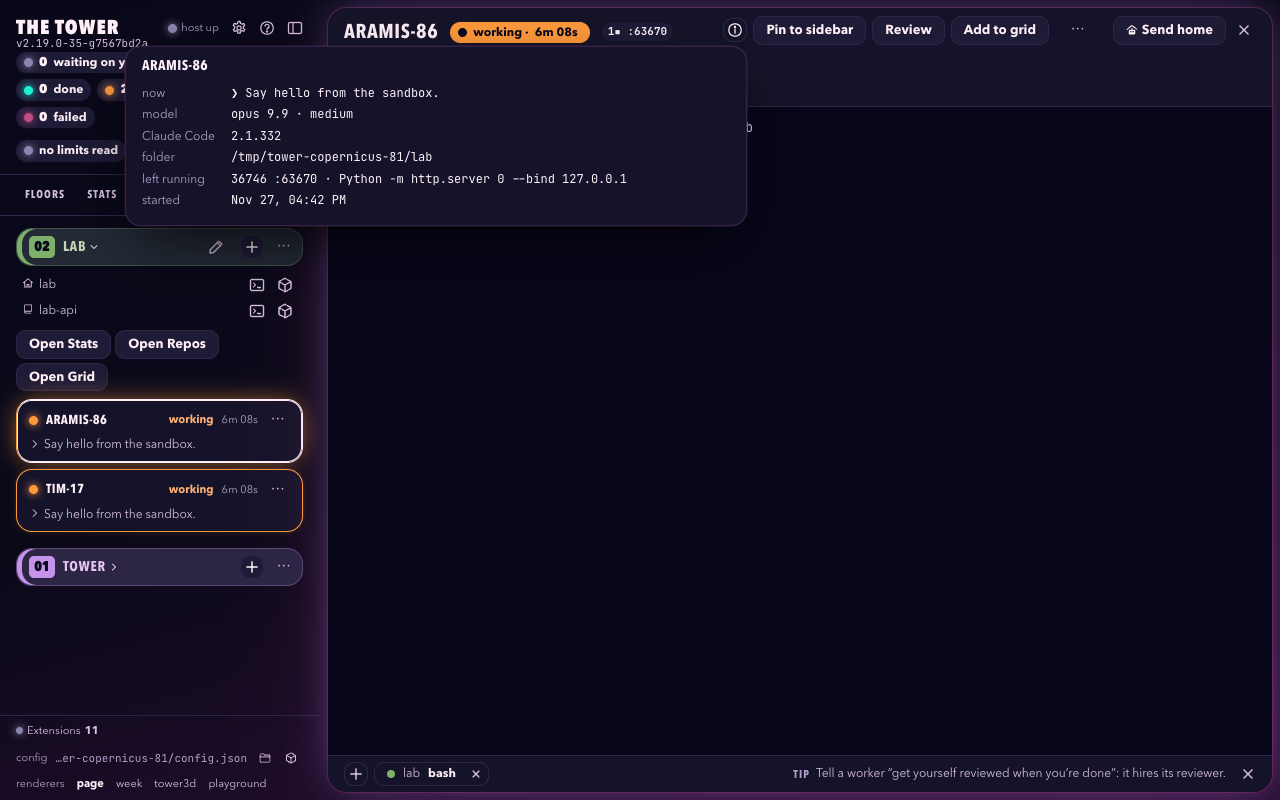 THE TOWER
host up
v2.19.0-35-g7567bd2a
0 waiting on y
0 done
0 failed
no limits read
FLOORS STATS
02 LAB
lab
lab-api
Open Stats Open Repos
Open Grid
ARAMIS-86 working 6m 08s ···
Say hello from the sandbox.
TIM-17 working 6m 08s ···
Say hello from the sandbox.
01 TOWER
Extensions 11
config …er-copernicus-81/config.json
renderers page week tower3d playground
ARAMIS-86 working · 6m 08s 1 :63670 Pin to sidebar Review Add to grid ··· Send home
ARAMIS-86
now ❯ Say hello from the sandbox.
model opus 9.9 · medium
Claude Code 2.1.332
folder /tmp/tower-copernicus-81/lab
left running 36746 :63670 · Python -m http.server 0 --bind 127.0.0.1
started Nov 27, 04:42 PM
b
lab bash
TIP Tell a worker “get yourself reviewed when you’re done”: it hires its reviewer.